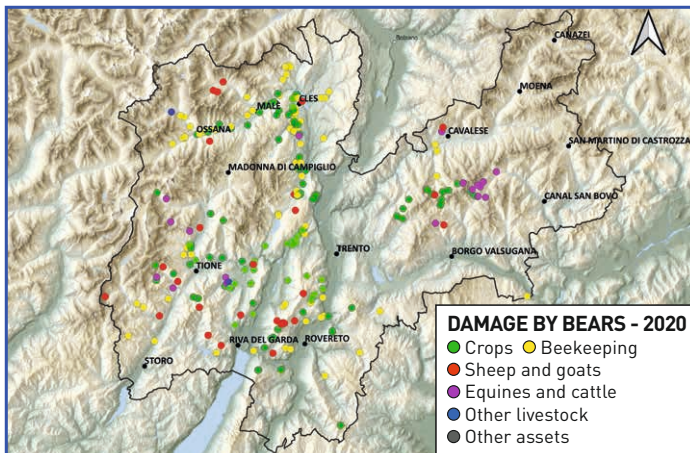 Bolzano
CANAZEI
MOENA
MALÈ
CLES
OSSANA
CAVALESE
SAN MARTINO DI CASTROZZA
MADONNA DI CAMPIGLIO
CANAL SAN BOVO
TRENTO
BORGO VALSUGANA
TIONE
RIVA DEL GARDA
ROVERETO
STORO
DAMAGE BY BEARS - 2020
Crops Beekeeping
Sheep and goats
Equines and cattle
Other livestock
Other assets